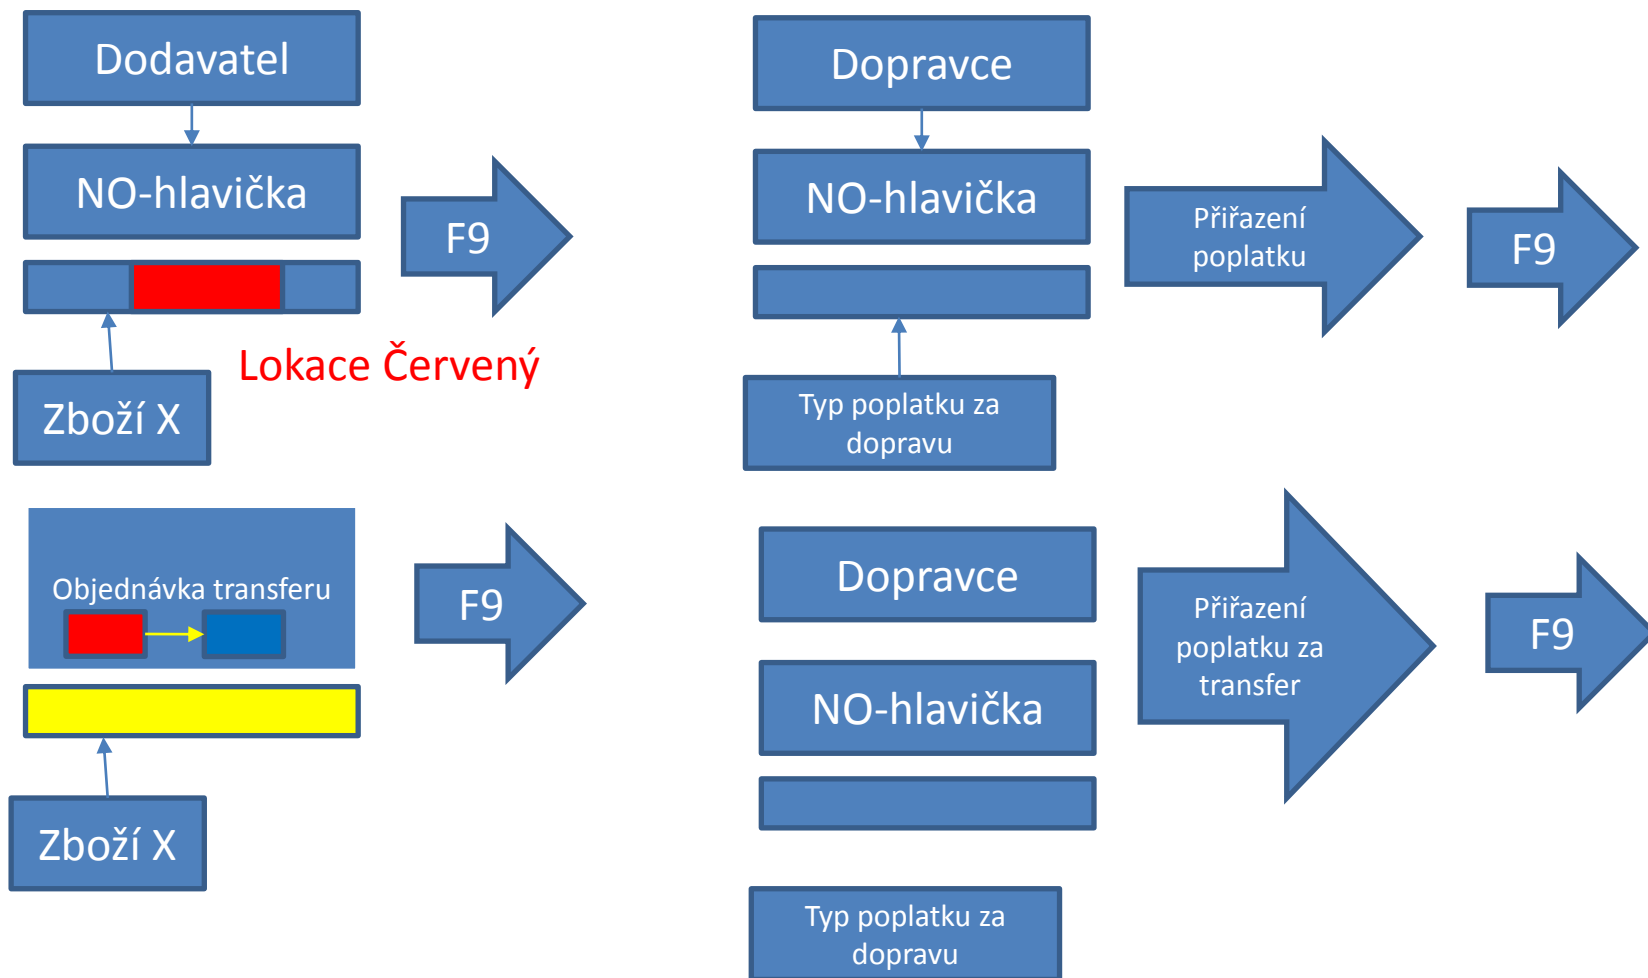 Dodavatel
NO-hlavička
F9
Lokace Červený
Zboží X
Dopravce
NO-hlavička
Typ poplatku za
dopravu
Přiřazení
poplatku
F9
Objednávka transferu
F9
Zboží X
Dopravce
NO-hlavička
Typ poplatku za
dopravu
Přiřazení
poplatku za
transfer
F9